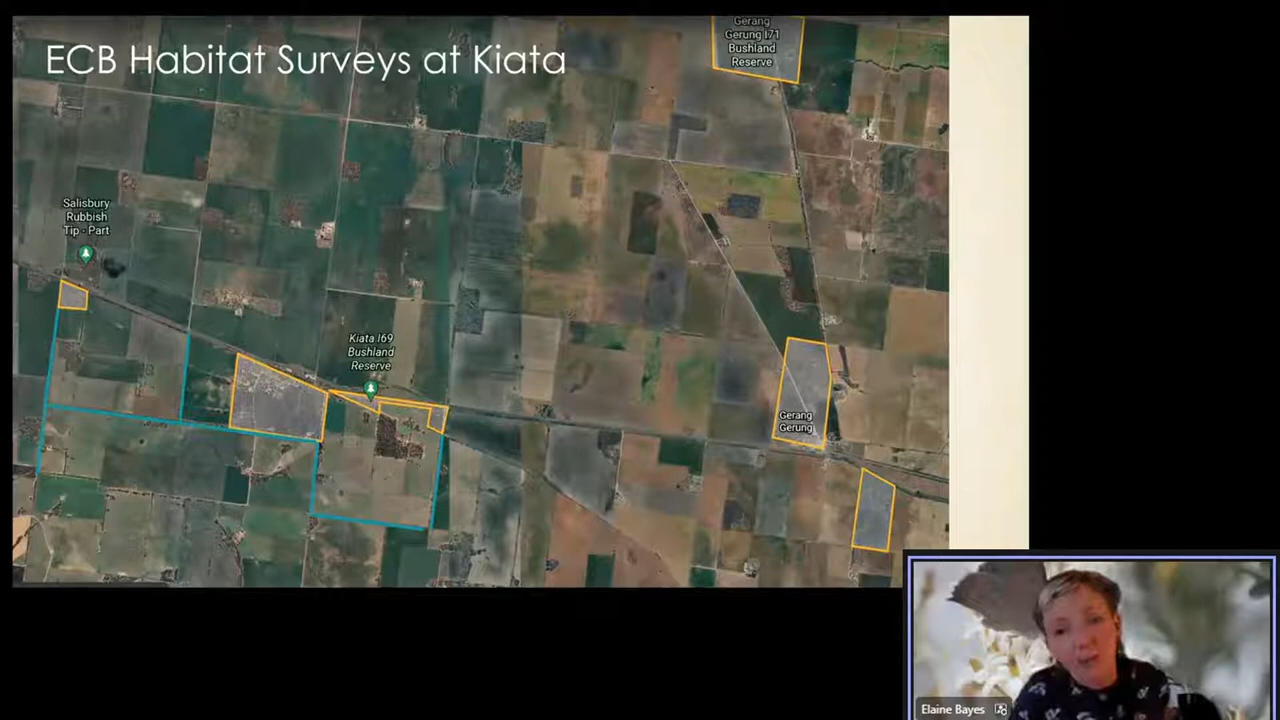 ECB Habitat Surveys at Kiata
Gerang
Gerung I71
Bushland
Reserve
Salisbury
Rubbish
Tip - Part
Kiata I69
Bushland
Reserve
Gerang
Gerung
Elaine Bayes